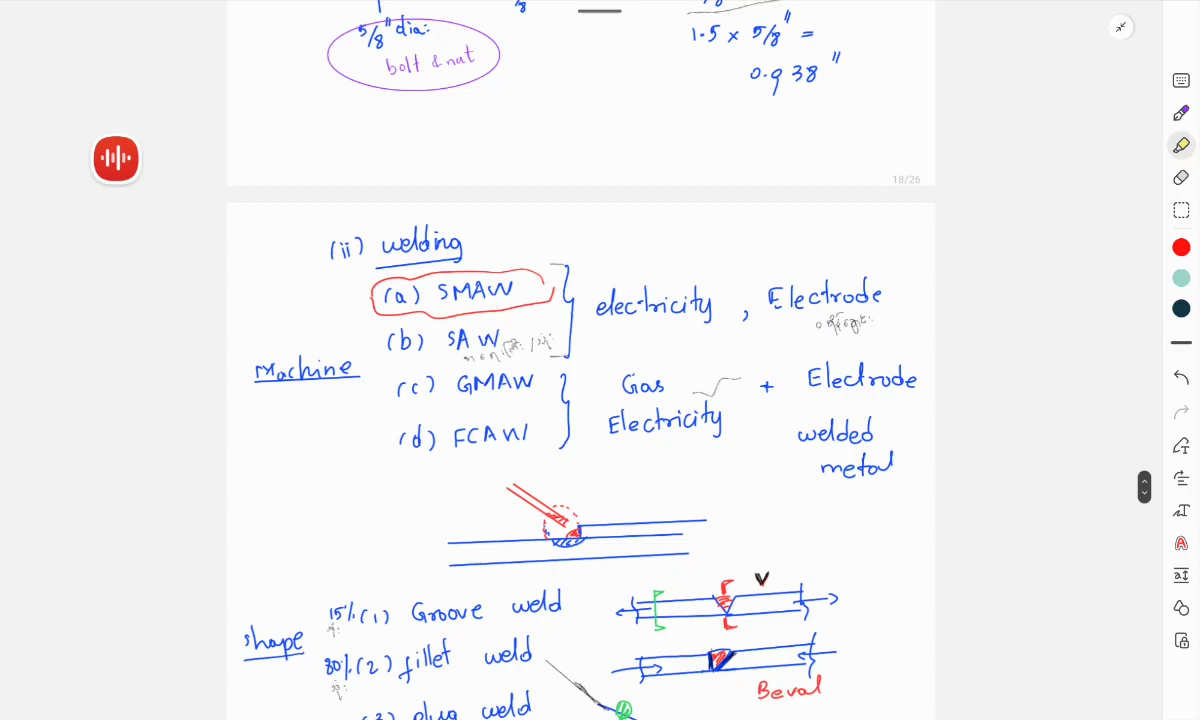 5/8" dia:
bolt & nut
1.5 × 5/8" =
0.938"
18/26
(ii) welding
(a) SMAW
(b) SAW
electricity, Electrode
Machine
(c) GMAW
(d) FCAW
Gas + Electrode
Electricity
welded
metal
shape
15% (1) Groove weld
V
80% (2) fillet weld
Beval
(3) plug weld